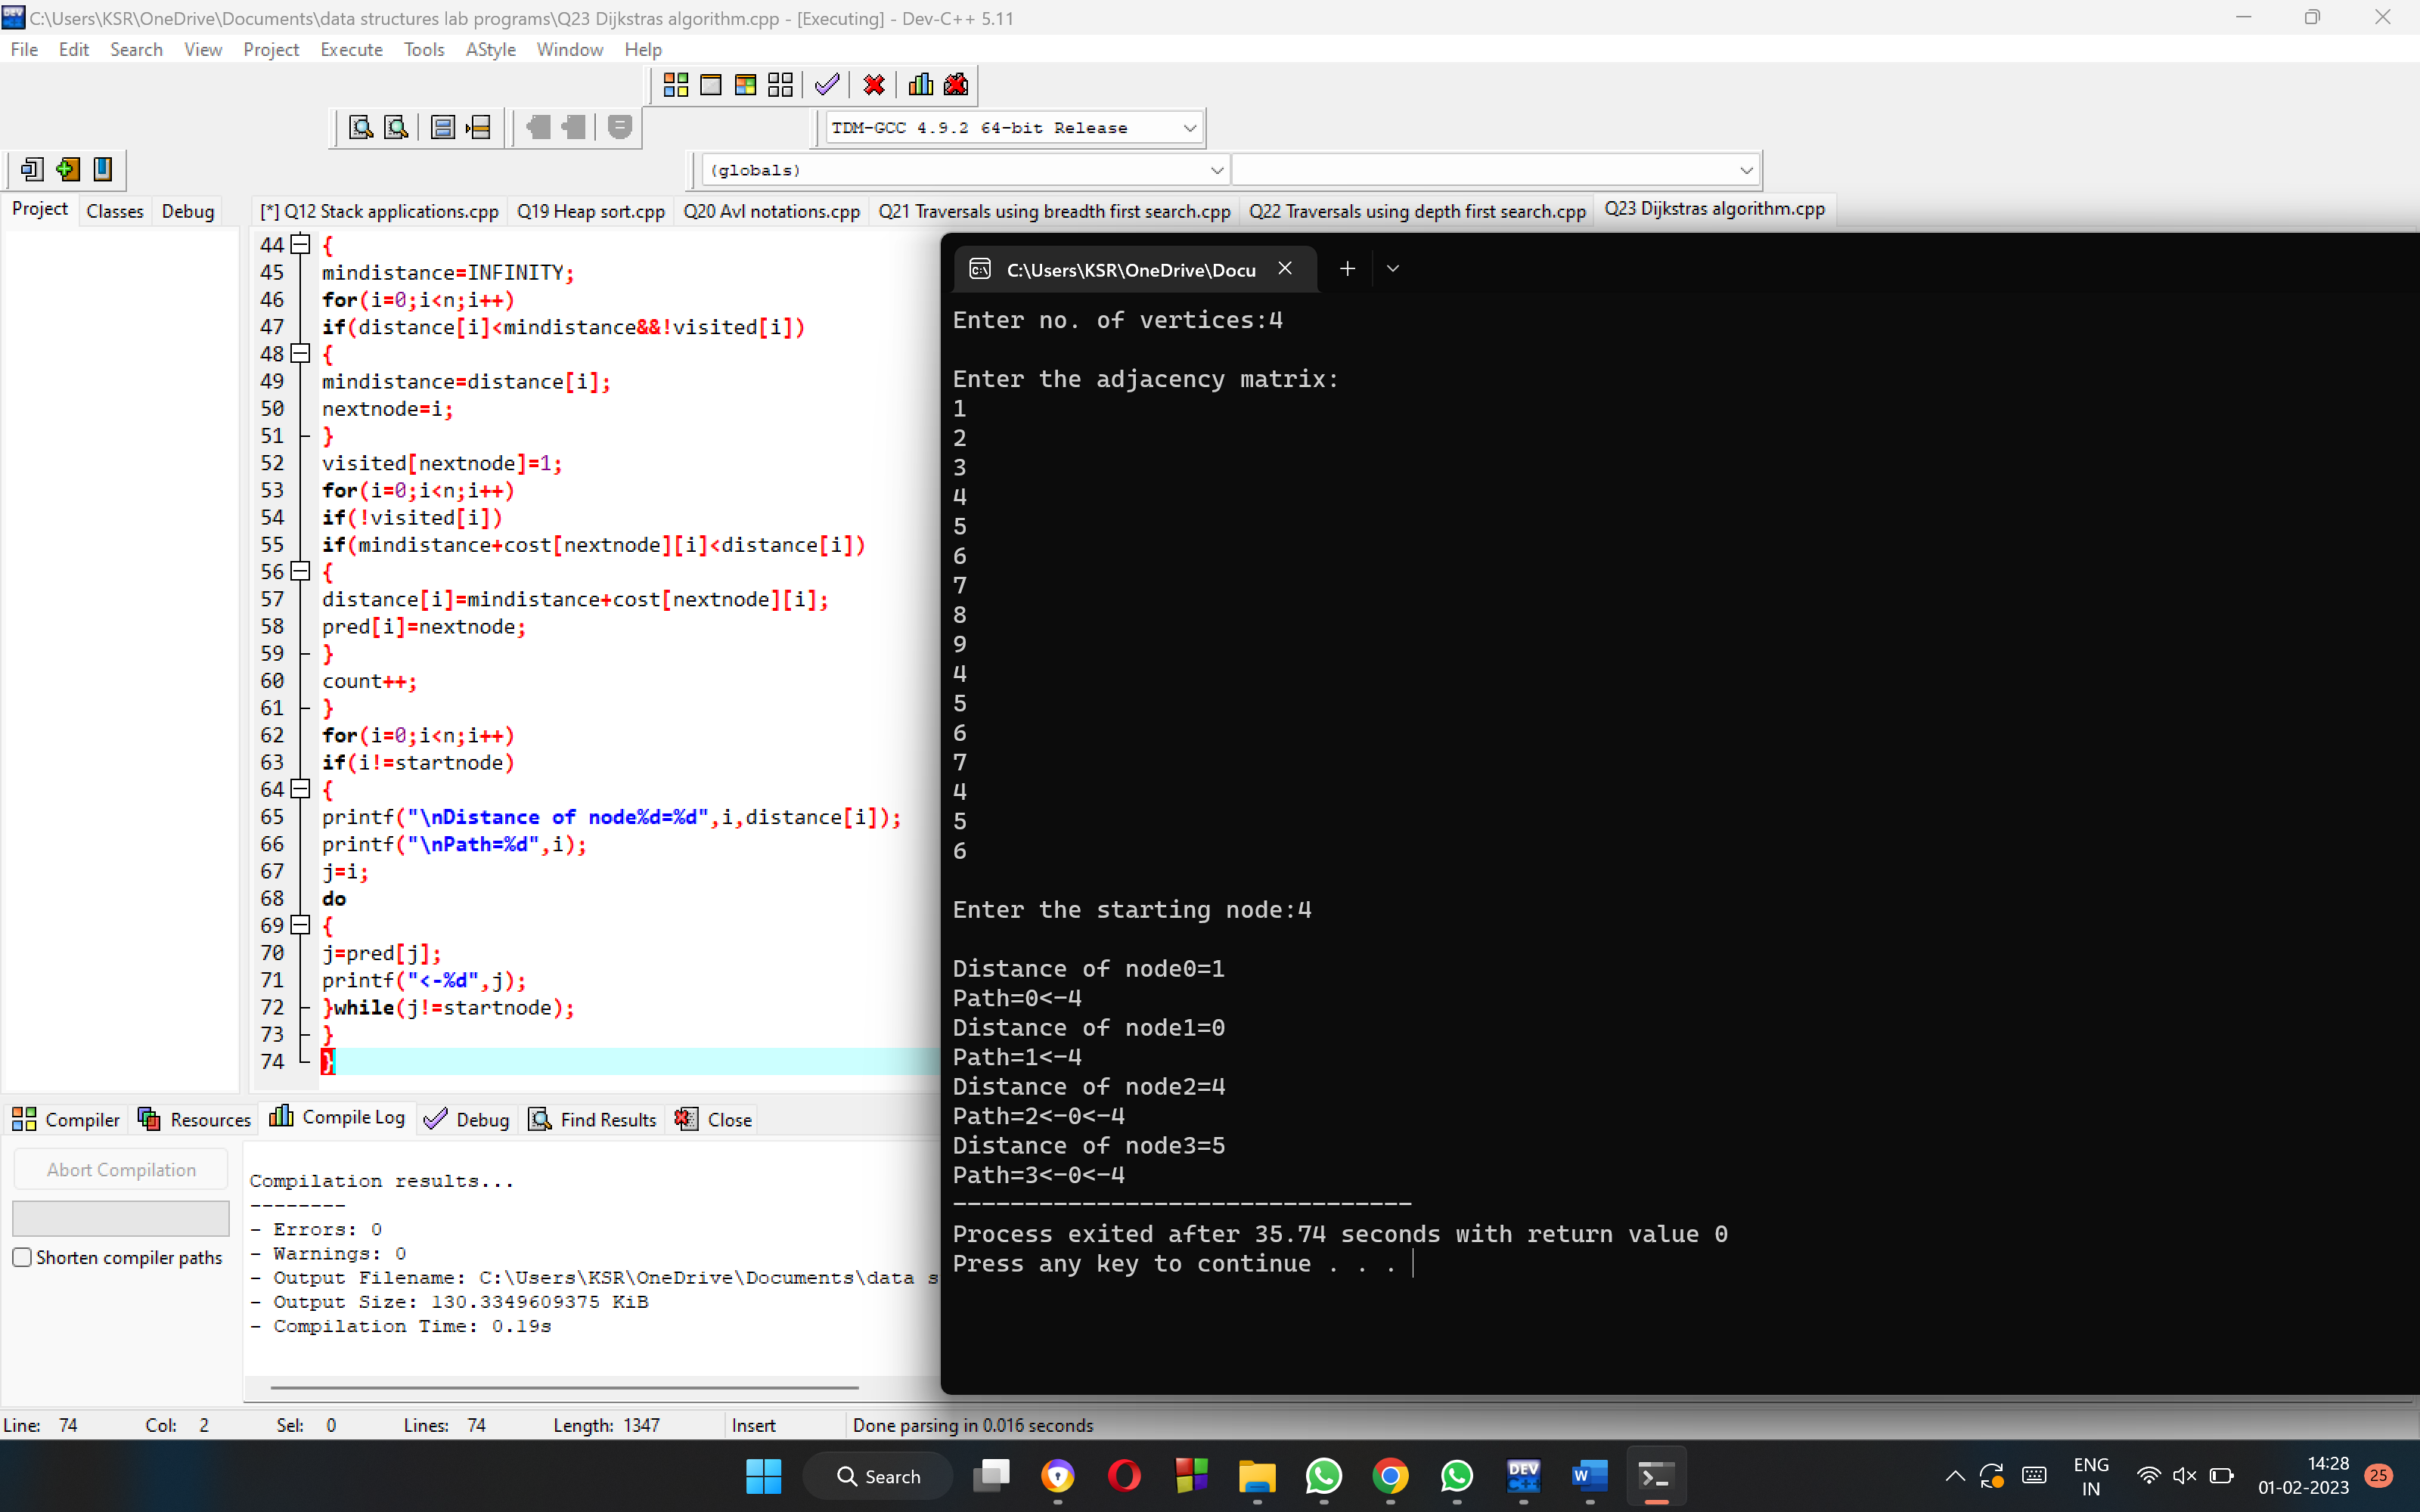 C:\Users\KSR\OneDrive\Documents\data structures lab programs\Q23 Dijkstras algorithm.cpp - [Executing] - Dev-C++ 5.11
File Edit Search View Project Execute Tools AStyle Window Help
TDM-GCC 4.9.2 64-bit Release
(globals)
Project Classes Debug
[*] Q12 Stack applications.cpp Q19 Heap sort.cpp Q20 Avl notations.cpp Q21 Traversals using breadth first search.cpp Q22 Traversals using depth first search.cpp Q23 Dijkstras algorithm.cpp
44 {
45 mindistance=INFINITY;
46 for(i=0;i<n;i++)
47 if(distance[i]<mindistance&&!visited[i])
48 {
49 mindistance=distance[i];
50 nextnode=i;
51 }
52 visited[nextnode]=1;
53 for(i=0;i<n;i++)
54 if(!visited[i])
55 if(mindistance+cost[nextnode][i]<distance[i])
56 {
57 distance[i]=mindistance+cost[nextnode][i];
58 pred[i]=nextnode;
59 }
60 count++;
61 }
62 for(i=0;i<n;i++)
63 if(i!=startnode)
64 {
65 printf("\nDistance of node%d=%d",i,distance[i]);
66 printf("\nPath=%d",i);
67 j=i;
68 do
69 {
70 j=pred[j];
71 printf("<-%d",j);
72 }while(j!=startnode);
73 }
74 }
C:\Users\KSR\OneDrive\Docu
Enter no. of vertices:4
Enter the adjacency matrix:
1
2
3
4
5
6
7
8
9
4
5
6
7
4
5
6
Enter the starting node:4
Distance of node0=1
Path=0<-4
Distance of node1=0
Path=1<-4
Distance of node2=4
Path=2<-0<-4
Distance of node3=5
Path=3<-0<-4
--------------------------------
Process exited after 35.74 seconds with return value 0
Press any key to continue . . .
Compiler Resources Compile Log Debug Find Results Close
Abort Compilation
Shorten compiler paths
Compilation results...
--------
- Errors: 0
- Warnings: 0
- Output Filename: C:\Users\KSR\OneDrive\Documents\data s
- Output Size: 130.3349609375 KiB
- Compilation Time: 0.19s
Line: 74 Col: 2 Sel: 0 Lines: 74 Length: 1347 Insert Done parsing in 0.016 seconds
Search
DEV
C++
W
ENG
IN
14:28
01-02-2023
25